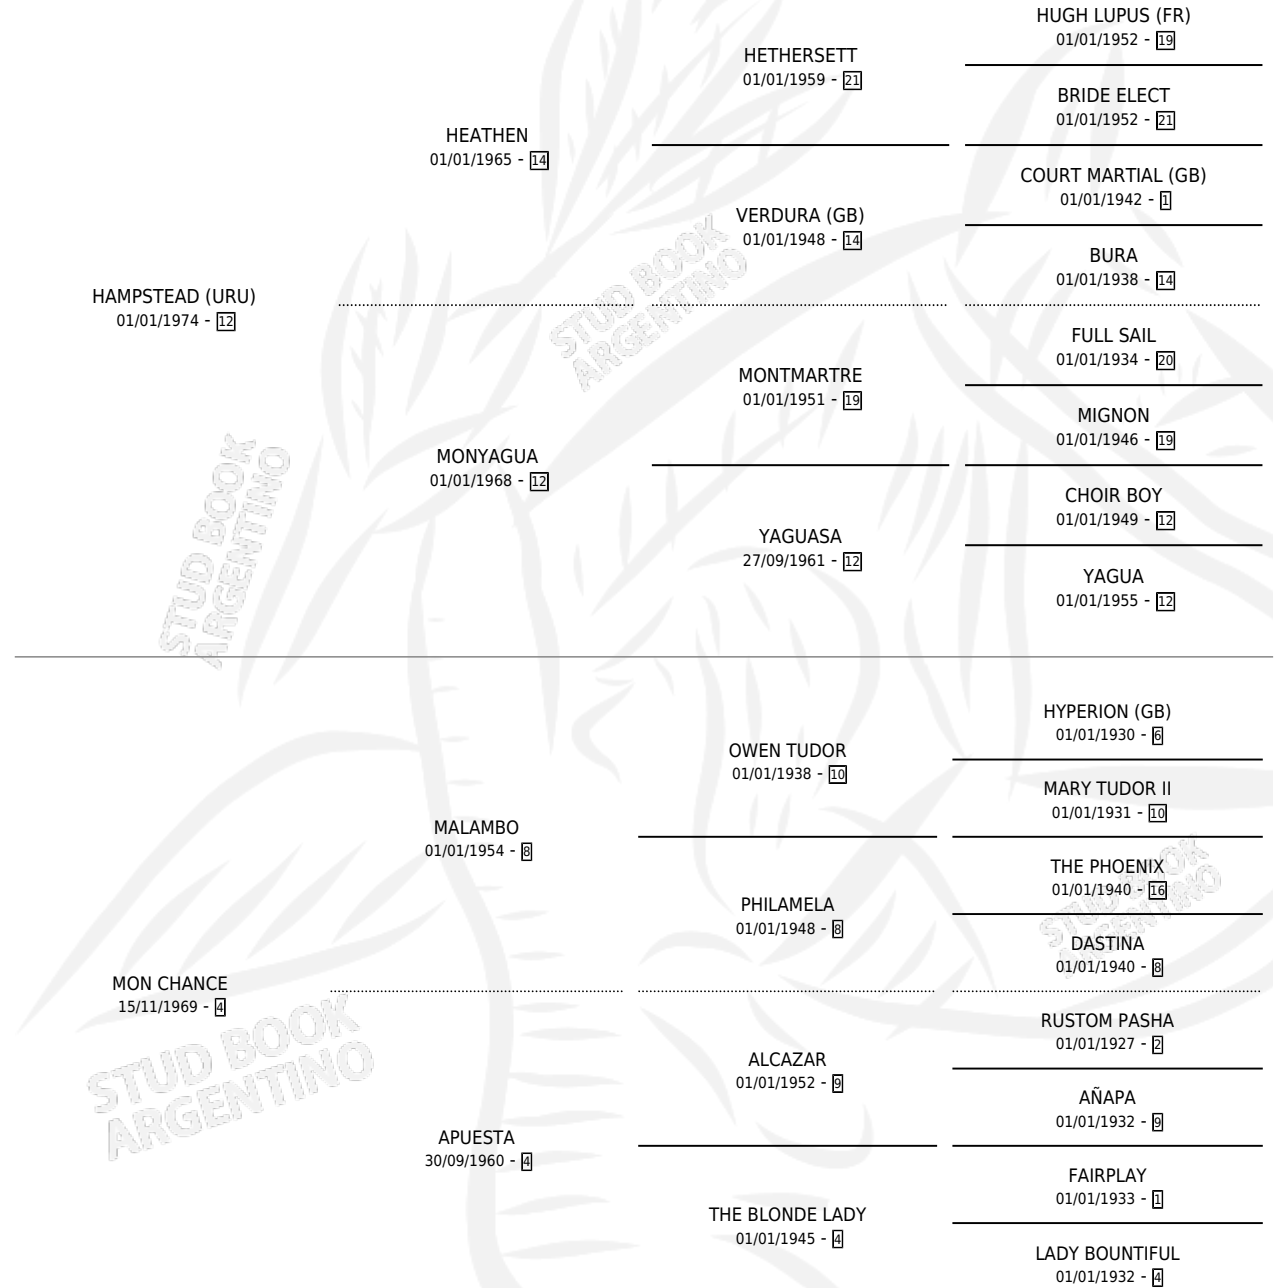 HUGH LUPUS (FR)
01/01/1952 - 19
HETHERSETT
01/01/1959 - 21
BRIDE ELECT
01/01/1952 - 21
HEATHEN
01/01/1965 - 14
COURT MARTIAL (GB)
01/01/1942 - 1
VERDURA (GB)
01/01/1948 - 14
BURA
01/01/1938 - 14
HAMPSTEAD (URU)
01/01/1974 - 12
STUD BOOK
ARGENTINO
FULL SAIL
01/01/1934 - 20
MONTMARTRE
01/01/1951 - 19
MIGNON
01/01/1946 - 19
MONYAGUA
01/01/1968 - 12
STUD BOOK
ARGENTINO
CHOIR BOY
01/01/1949 - 12
YAGUASA
27/09/1961 - 12
YAGUA
01/01/1955 - 12
HYPERION (GB)
01/01/1930 - 6
OWEN TUDOR
01/01/1938 - 10
MARY TUDOR II
01/01/1931 - 10
MALAMBO
01/01/1954 - 8
THE PHOENIX
01/01/1940 - 16
PHILAMELA
01/01/1948 - 8
STUD BOOK
ARGENTINO
DASTINA
01/01/1940 - 8
MON CHANCE
15/11/1969 - 4
STUD BOOK
ARGENTINO
RUSTOM PASHA
01/01/1927 - 2
ALCAZAR
01/01/1952 - 9
AÑAPA
01/01/1932 - 9
APUESTA
30/09/1960 - 4
FAIRPLAY
01/01/1933 - 1
THE BLONDE LADY
01/01/1945 - 4
LADY BOUNTIFUL
01/01/1932 - 4